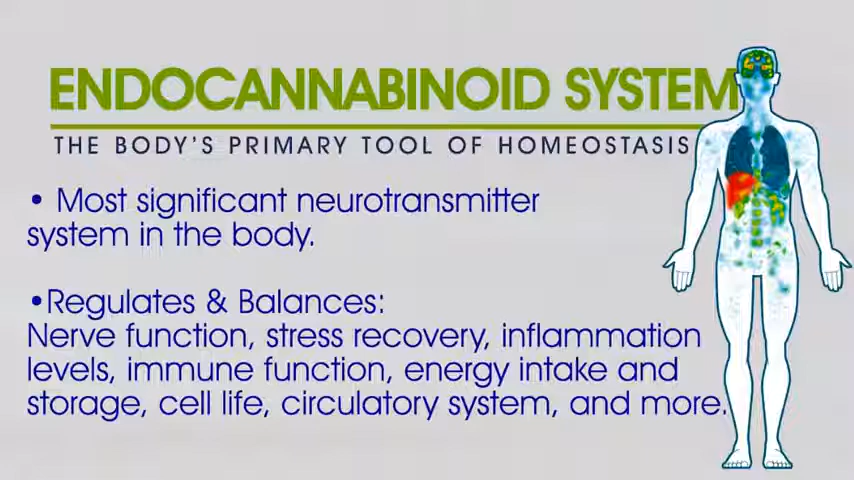 ENDOCANNABINOID SYSTEM
THE BODY'S PRIMARY TOOL OF HOMEOSTASIS
• Most significant neurotransmitter
system in the body.
•Regulates & Balances:
Nerve function, stress recovery, inflammation
levels, immune function, energy intake and
storage, cell life, circulatory system, and more.